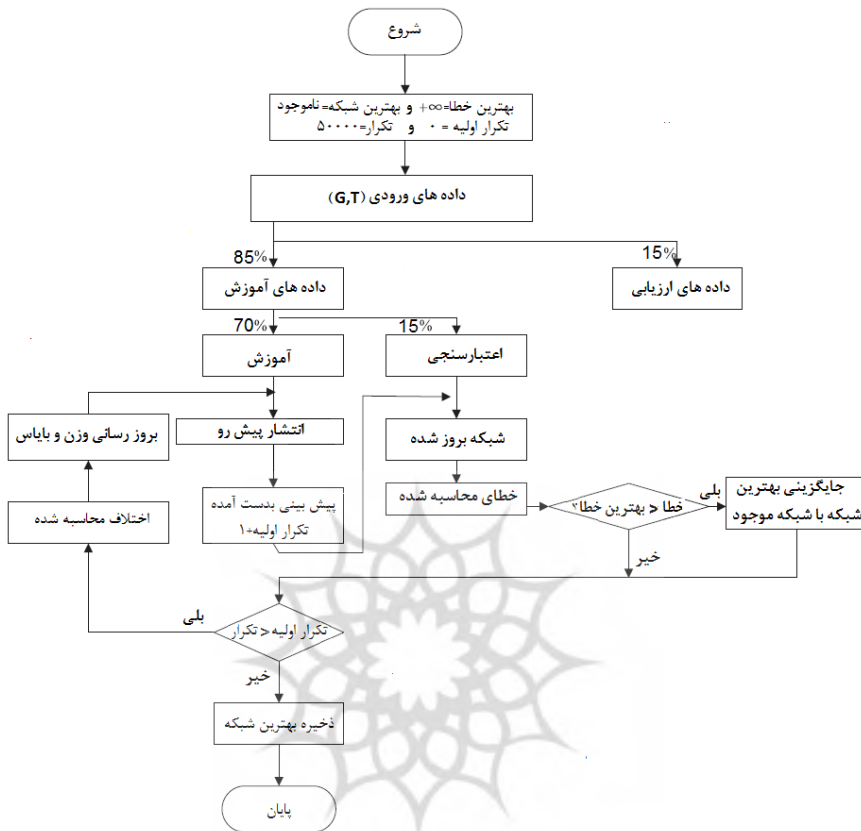 شروع
بهترین خطا=∞+ و بهترین شبکه=ناموجود
تکرار اولیه = ۰ و تکرار=۵۰۰۰۰
داده های ورودی (G,T)
85%
15%
داده های آموزش
داده های ارزیابی
70%
15%
آموزش
اعتبارسنجی
بروز رسانی وزن و بایاس
انتشار پیش رو
شبکه بروز شده
اختلاف محاسبه شده
پیش بینی بدست آمده
تکرار اولیه+۱
خطای محاسبه شده
خطا < بهترین خطا؟
بلی
جایگزینی بهترین
شبکه با شبکه موجود
خیر
بلی
تکرار اولیه < تکرار
خیر
ذخیره بهترین شبکه
پایان